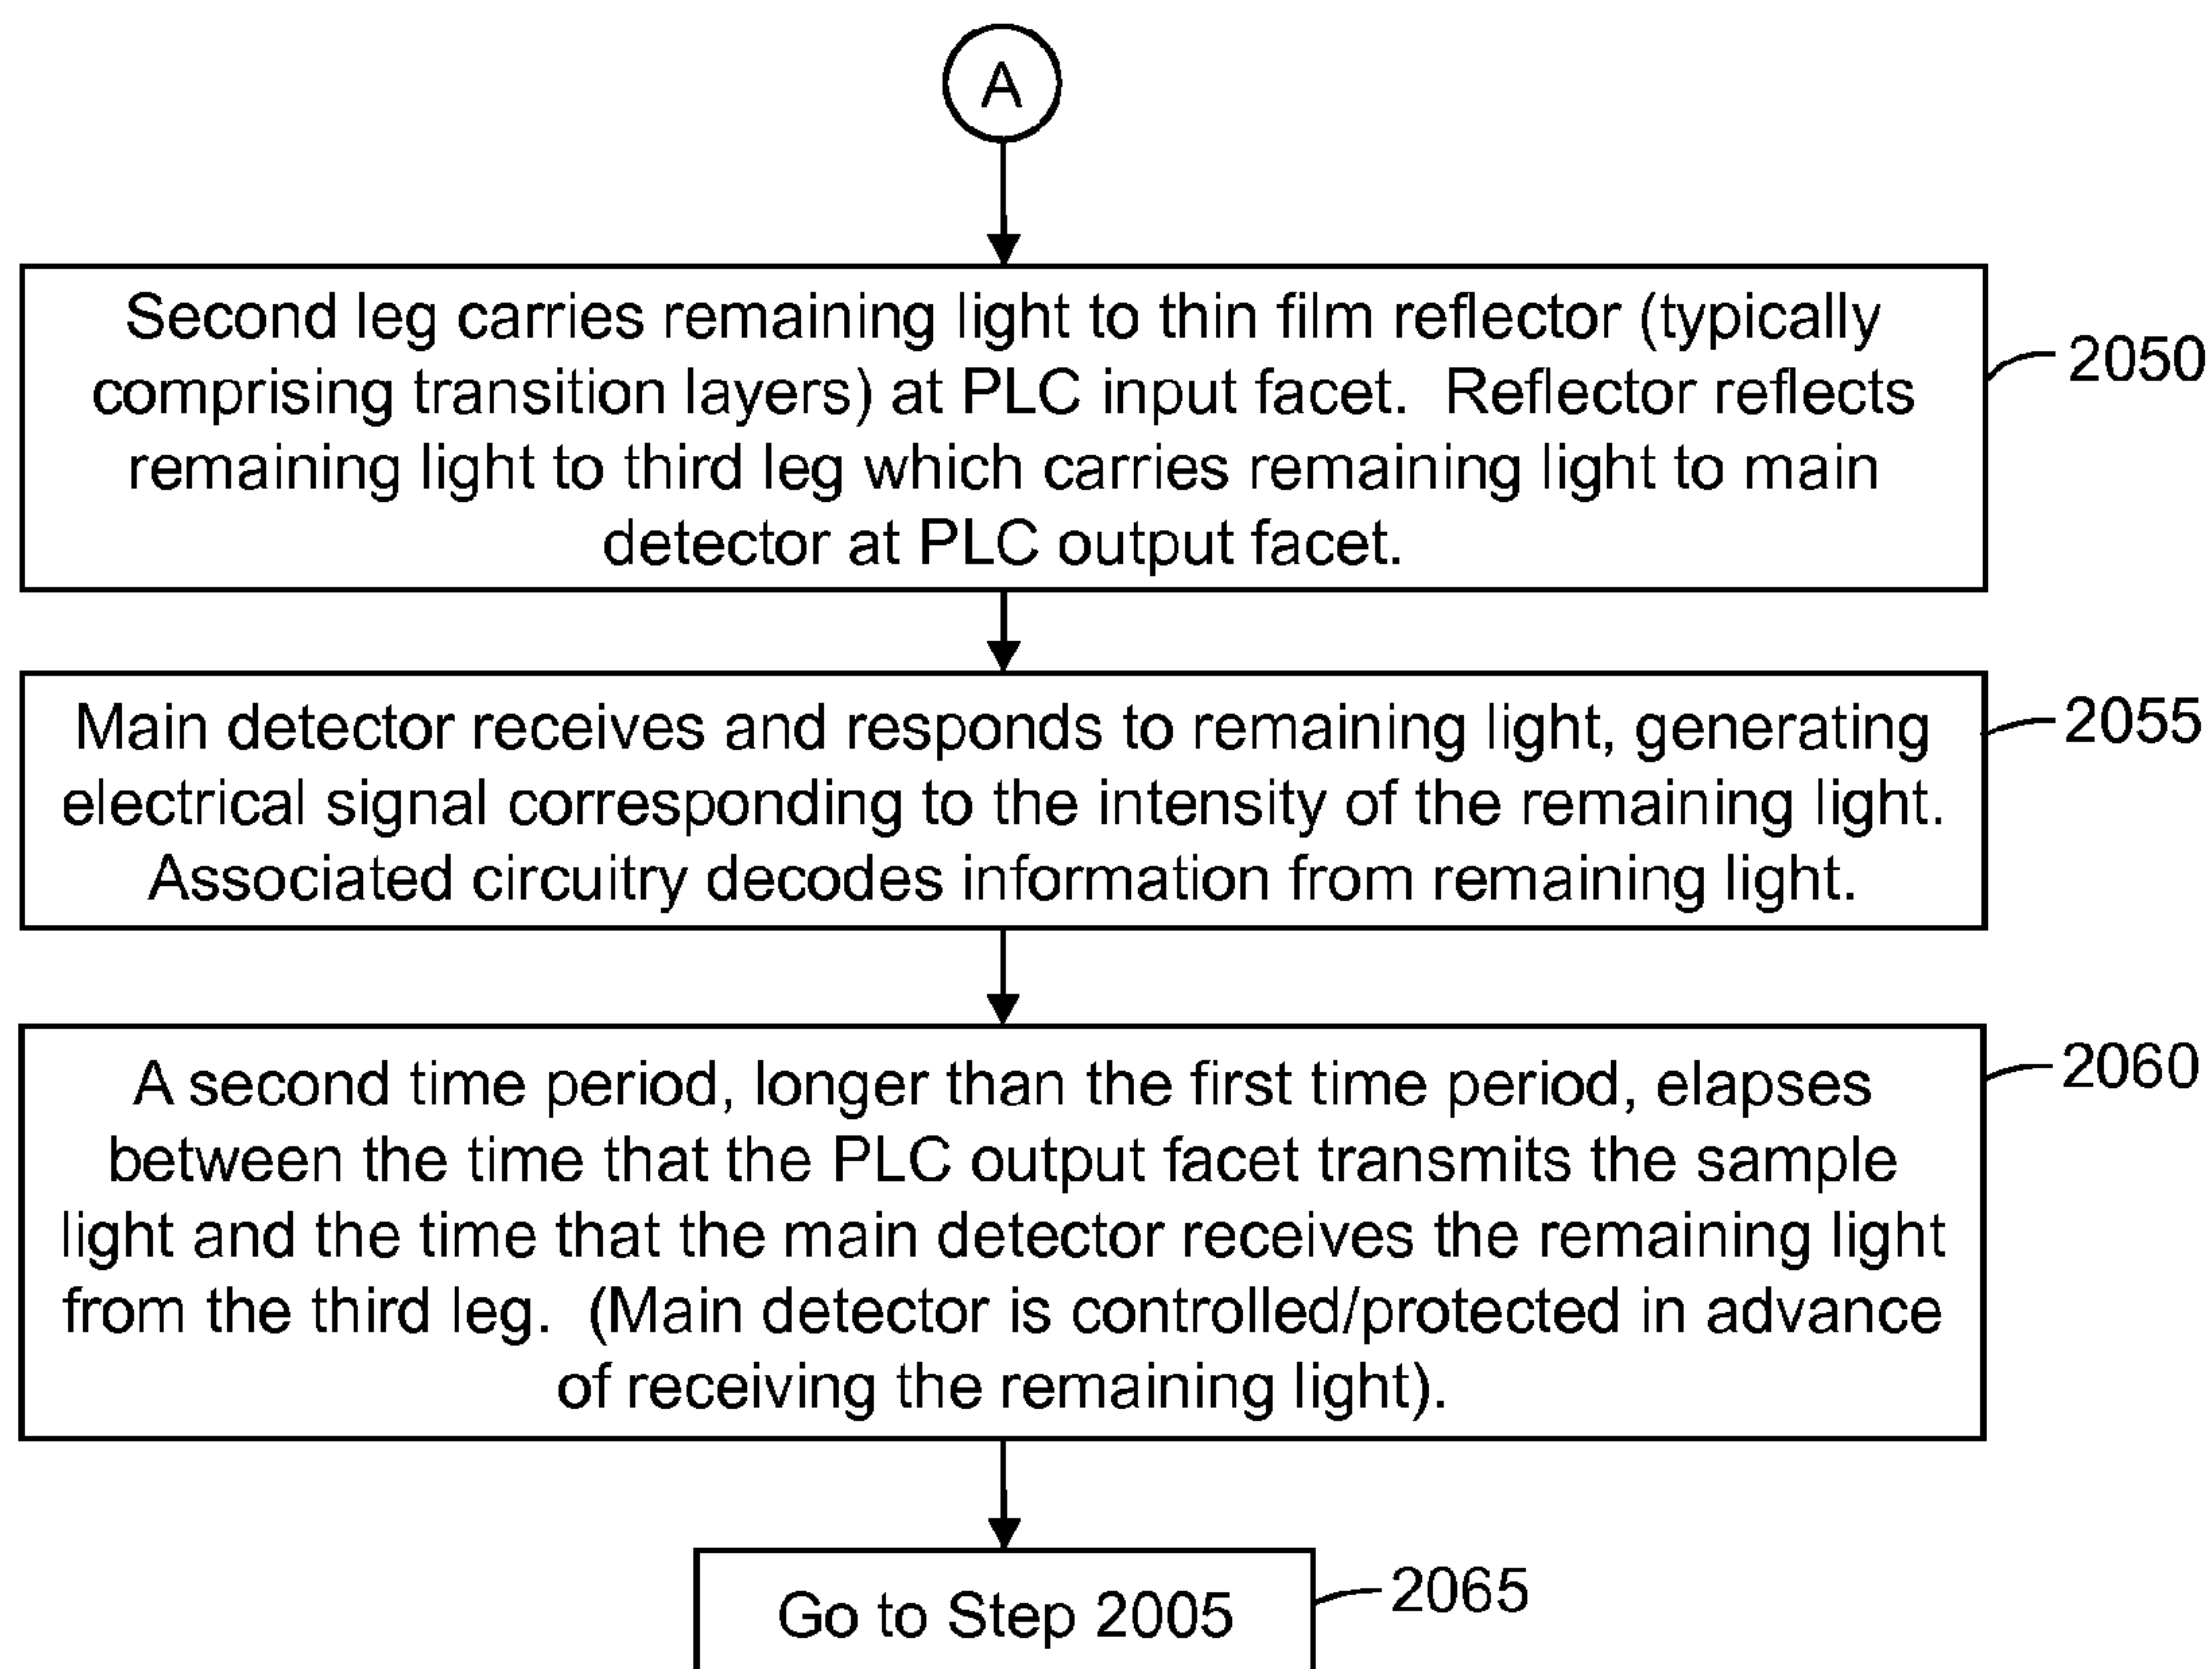 A
Second leg carries remaining light to thin film reflector (typically
comprising transition layers) at PLC input facet. Reflector reflects
remaining light to third leg which carries remaining light to main
detector at PLC output facet.
2050
Main detector receives and responds to remaining light, generating
electrical signal corresponding to the intensity of the remaining light.
Associated circuitry decodes information from remaining light.
2055
A second time period, longer than the first time period, elapses
between the time that the PLC output facet transmits the sample
light and the time that the main detector receives the remaining light
from the third leg. (Main detector is controlled/protected in advance
of receiving the remaining light).
2060
Go to Step 2005
2065